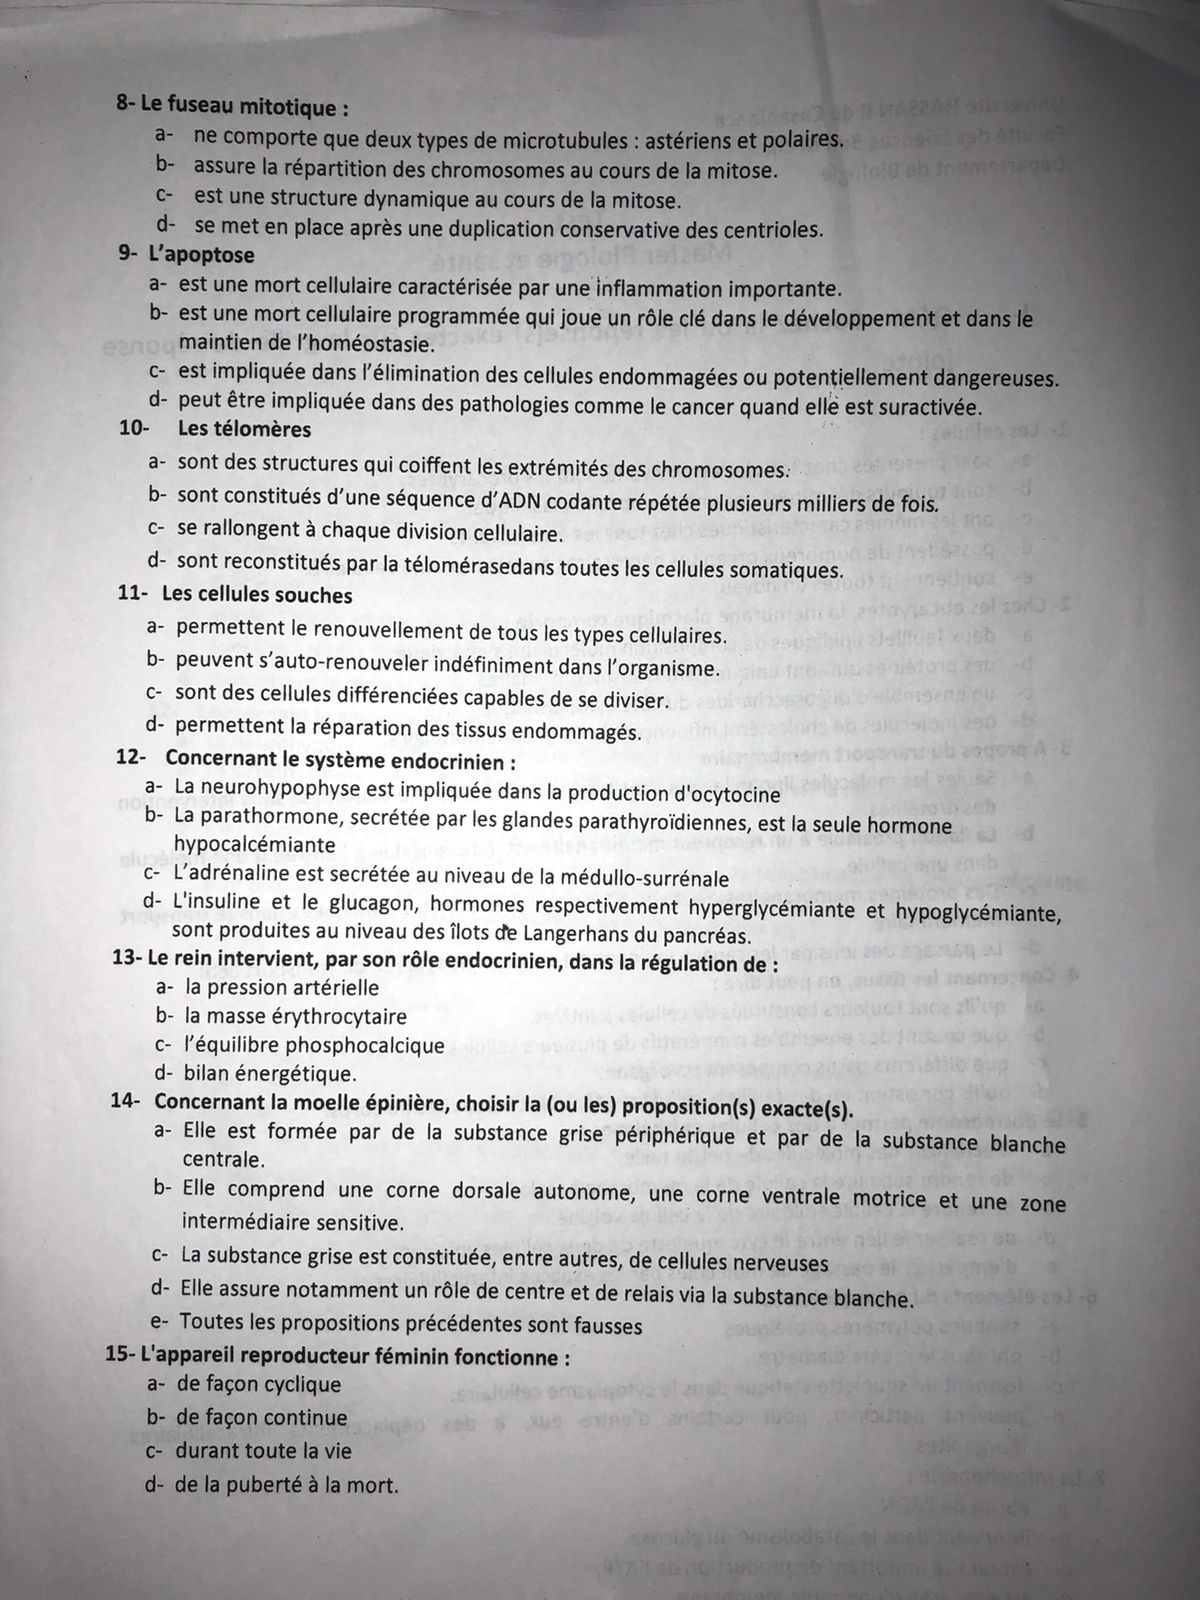 8- Le fuseau mitotique :
a- ne comporte que deux types de microtubules : astériens et polaires.
b- assure la répartition des chromosomes au cours de la mitose.
c- est une structure dynamique au cours de la mitose.
d- se met en place après une duplication conservative des centrioles.
9- L'apoptose
a- est une mort cellulaire caractérisée par une inflammation importante.
b- est une mort cellulaire programmée qui joue un rôle clé dans le développement et dans le
maintien de l'homéostasie.
c- est impliquée dans l'élimination des cellules endommagées ou potentiellement dangereuses.
d- peut être impliquée dans des pathologies comme le cancer quand elle est suractivée.
10- Les télomères
a- sont des structures qui coiffent les extrémités des chromosomes.
b- sont constitués d'une séquence d'ADN codante répétée plusieurs milliers de fois.
c- se rallongent à chaque division cellulaire.
d- sont reconstitués par la télomérasedans toutes les cellules somatiques.
11- Les cellules souches
a- permettent le renouvellement de tous les types cellulaires.
b- peuvent s'auto-renouveler indéfiniment dans l'organisme.
c- sont des cellules différenciées capables de se diviser.
d- permettent la réparation des tissus endommagés.
12- Concernant le système endocrinien :
a- La neurohypophyse est impliquée dans la production d'ocytocine
b- La parathormone, secrétée par les glandes parathyroïdiennes, est la seule hormone
hypocalcémiante
c- L'adrénaline est secrétée au niveau de la médullo-surrénale
d- L'insuline et le glucagon, hormones respectivement hyperglycémiante et hypoglycémiante,
sont produites au niveau des îlots de Langerhans du pancréas.
13- Le rein intervient, par son rôle endocrinien, dans la régulation de :
a- la pression artérielle
b- la masse érythrocytaire
c- l'équilibre phosphocalcique
d- bilan énergétique.
14- Concernant la moelle épinière, choisir la (ou les) proposition(s) exacte(s).
a- Elle est formée par de la substance grise périphérique et par de la substance blanche
centrale.
b- Elle comprend une corne dorsale autonome, une corne ventrale motrice et une zone
intermédiaire sensitive.
c- La substance grise est constituée, entre autres, de cellules nerveuses
d- Elle assure notamment un rôle de centre et de relais via la substance blanche.
e- Toutes les propositions précédentes sont fausses
15- L'appareil reproducteur féminin fonctionne :
a- de façon cyclique
b- de façon continue
c- durant toute la vie
d- de la puberté à la mort.